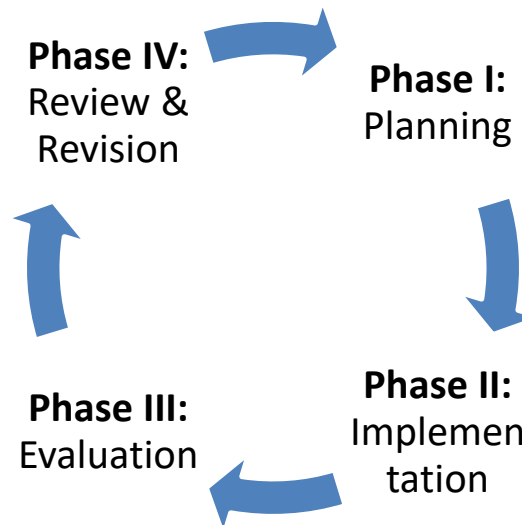 Phase I:
Planning
Phase II:
Implemen
tation
Phase III:
Evaluation
Phase IV:
Review &
Revision